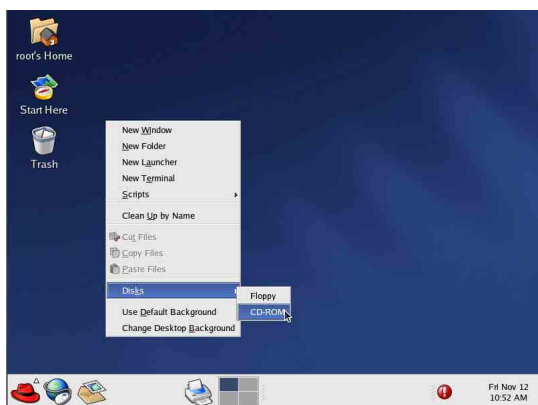 root's Home
Start Here
Trash
New Window
New Folder
New Launcher
New Terminal
Scripts
Clean Up by Name
Cut Files
Copy Files
Paste Files
Disks
Floppy
CD-ROM
Use Default Background
Change Desktop Background
Fri Nov 12
10:52 AM